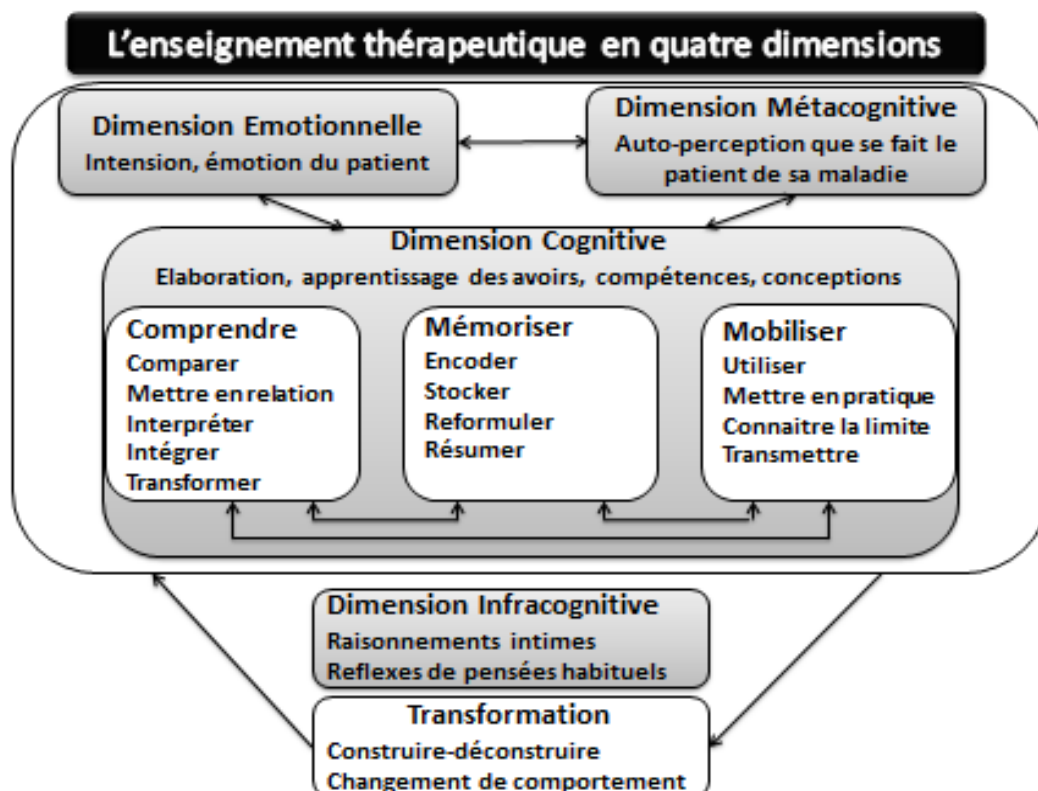 L'enseignement thérapeutique en quatre dimensions
Dimension Emotionnelle
Intension, émotion du patient
Dimension Métacognitive
Auto-perception que se fait le
patient de sa maladie
Dimension Cognitive
Elaboration, apprentissage des avoirs, compétences, conceptions
Comprendre
Comparer
Mettre en relation
Interpréter
Intégrer
Transformer
Mémoriser
Encoder
Stocker
Reformuler
Résumer
Mobiliser
Utiliser
Mettre en pratique
Connaitre la limite
Transmettre
Dimension Infracognitive
Raisonnements intimes
Reflexes de pensées habituels
Transformation
Construire-déconstruire
Changement de comportement